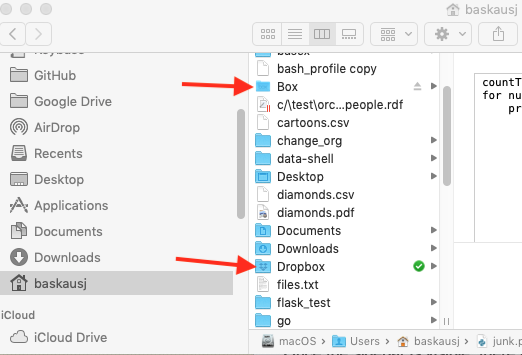 baskausj
Keybase
GitHub
Google Drive
AirDrop
Recents
Desktop
Applications
Documents
Downloads
baskausj
iCloud
iCloud Drive
basex
bash_profile copy
Box
c/\test\orc...people.rdf
cartoons.csv
change_org
data-shell
Desktop
diamonds.csv
diamonds.pdf
Documents
Downloads
Dropbox
files.txt
flask_test
go
countT
for nu
pr
macOS › Users › baskausj › junk.p